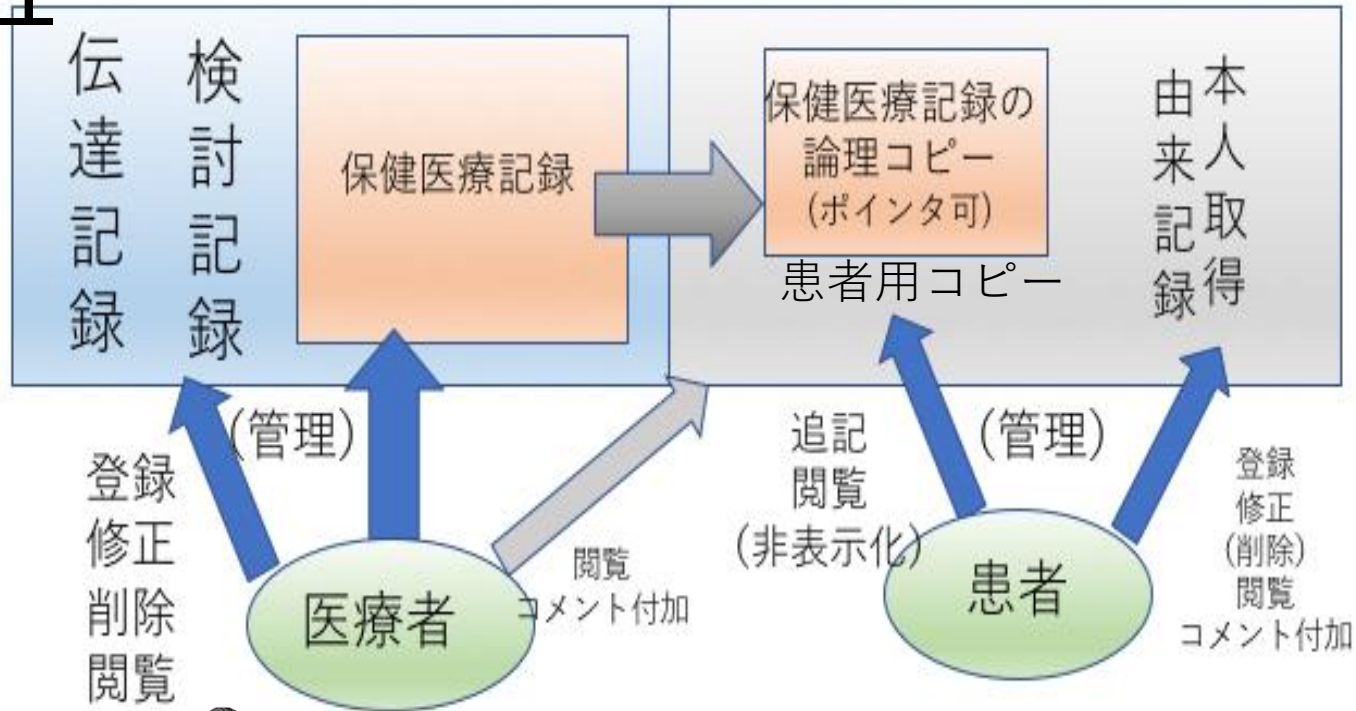 伝達記録
検討記録
保健医療記録
保健医療記録の
論理コピー
(ポインタ可)
患者用コピー
本人取得
由来記録
(管理)
登録
修正
削除
閲覧
医療者
閲覧
コメント付加
追記
閲覧
(非表示化)
(管理)
患者
登録
修正
(削除)
閲覧
コメント付加